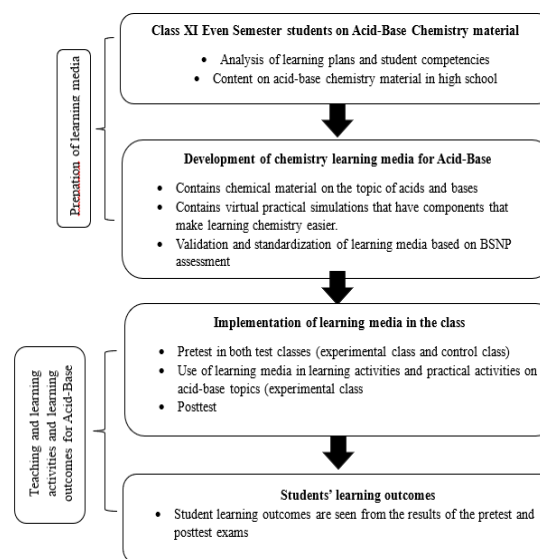 Class XI Even Semester students on Acid-Base Chemistry material
• Analysis of learning plans and student competencies
• Content on acid-base chemistry material in high school
Prepation of learning media
Development of chemistry learning media for Acid-Base
• Contains chemical material on the topic of acids and bases
• Contains virtual practical simulations that have components that
make learning chemistry easier.
• Validation and standardization of learning media based on BSNP
assessment
Implementation of learning media in the class
• Pretest in both test classes (experimental class and control class)
• Use of learning media in learning activities and practical activities on
acid-base topics (experimental class
• Posttest
Teaching and learning
activities and learning
outcomes for Acid-Base
Students' learning outcomes
• Student learning outcomes are seen from the results of the pretest and
posttest exams